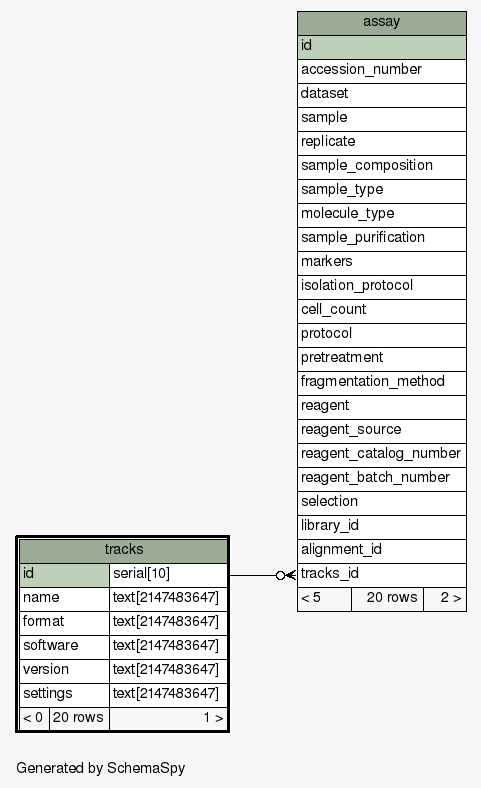 assay
id
accession_number
dataset
sample
replicate
sample_composition
sample_type
molecule_type
sample_purification
markers
isolation_protocol
cell_count
protocol
pretreatment
fragmentation_method
reagent
reagent_source
reagent_catalog_number
reagent_batch_number
selection
library_id
alignment_id
tracks_id
< 5 20 rows 2 >
tracks
id serial[10]
name text[2147483647]
format text[2147483647]
software text[2147483647]
version text[2147483647]
settings text[2147483647]
< 0 20 rows 1 >
Generated by SchemaSpy